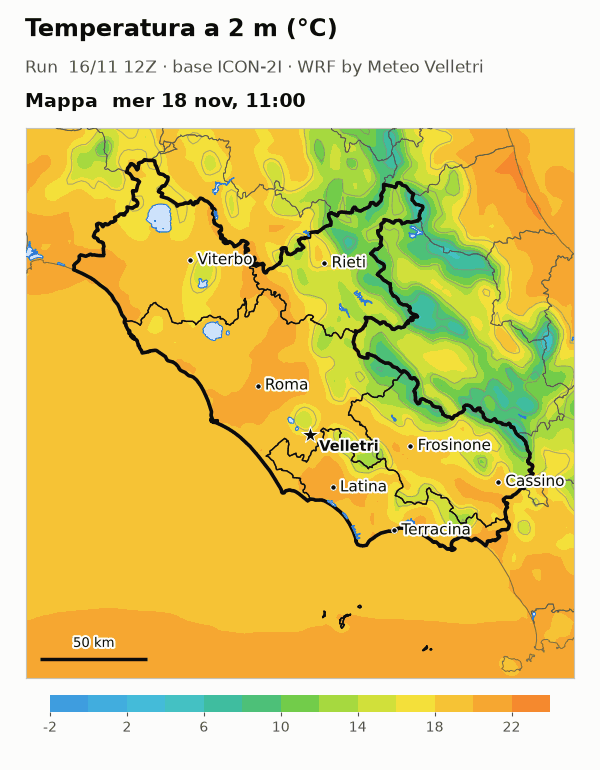 Temperatura a 2 m (°C)
Run  16/11 12Z · base ICON-2I · WRF by Meteo Velletri
Mappa  mer 18 nov, 11:00
Viterbo
Rieti
Roma
Velletri
Frosinone
Cassino
Latina
Terracina
50 km
-2 2 6 10 14 18 22